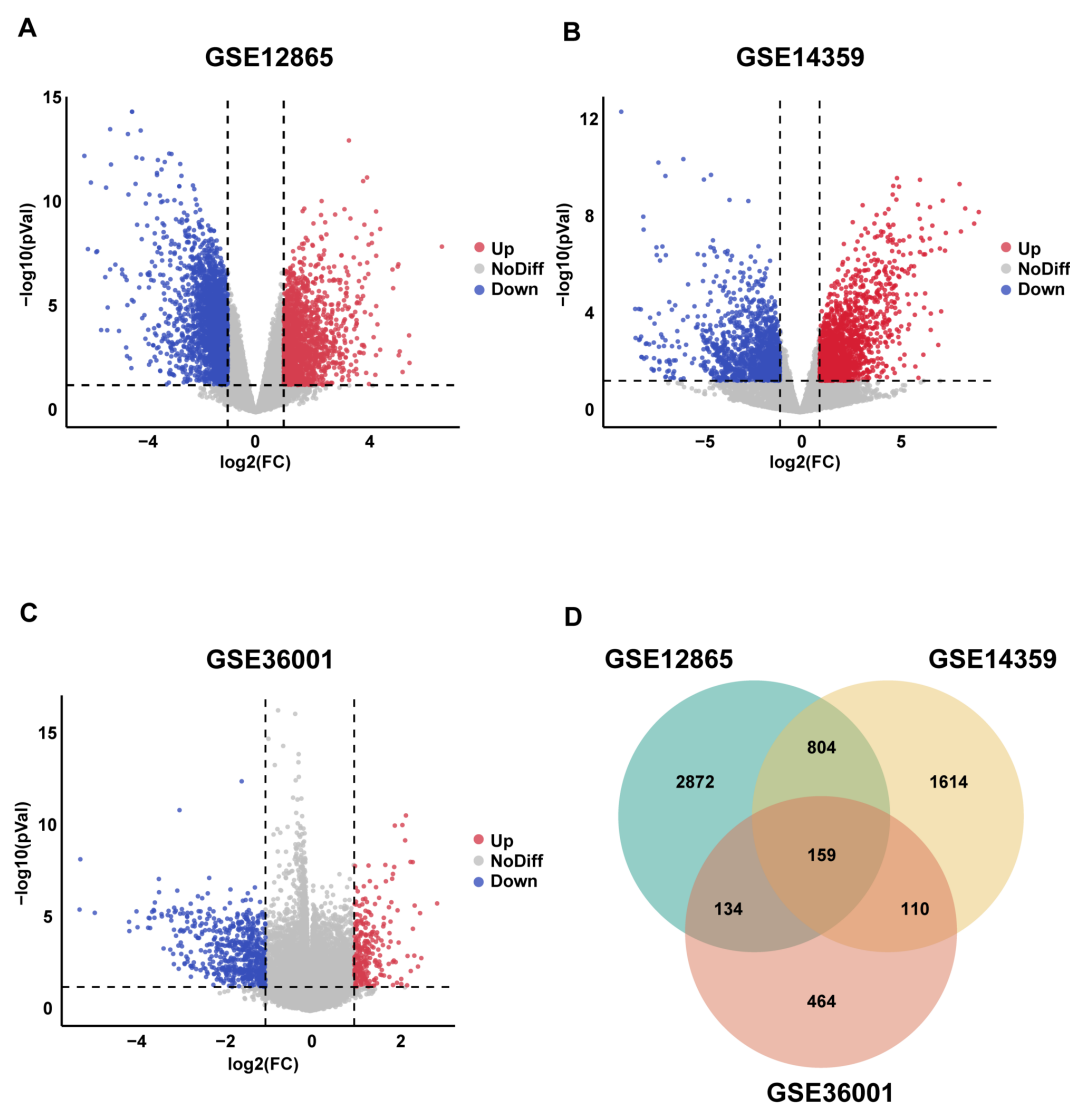 A
GSE12865
15
10
5
0
−log10(pVal)
−4
0
4
log2(FC)
Up
NoDiff
Down
B
GSE14359
12
8
4
0
−log10(pVal)
−5
0
5
log2(FC)
Up
NoDiff
Down
C
GSE36001
15
10
5
0
−log10(pVal)
−4
−2
0
2
log2(FC)
Up
NoDiff
Down
D
GSE12865
GSE14359
804
2872
1614
159
134
110
464
GSE36001